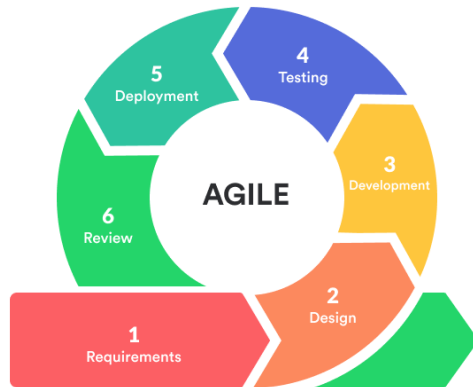 AGILE
1
Requirements
2
Design
3
Development
4
Testing
5
Deployment
6
Review